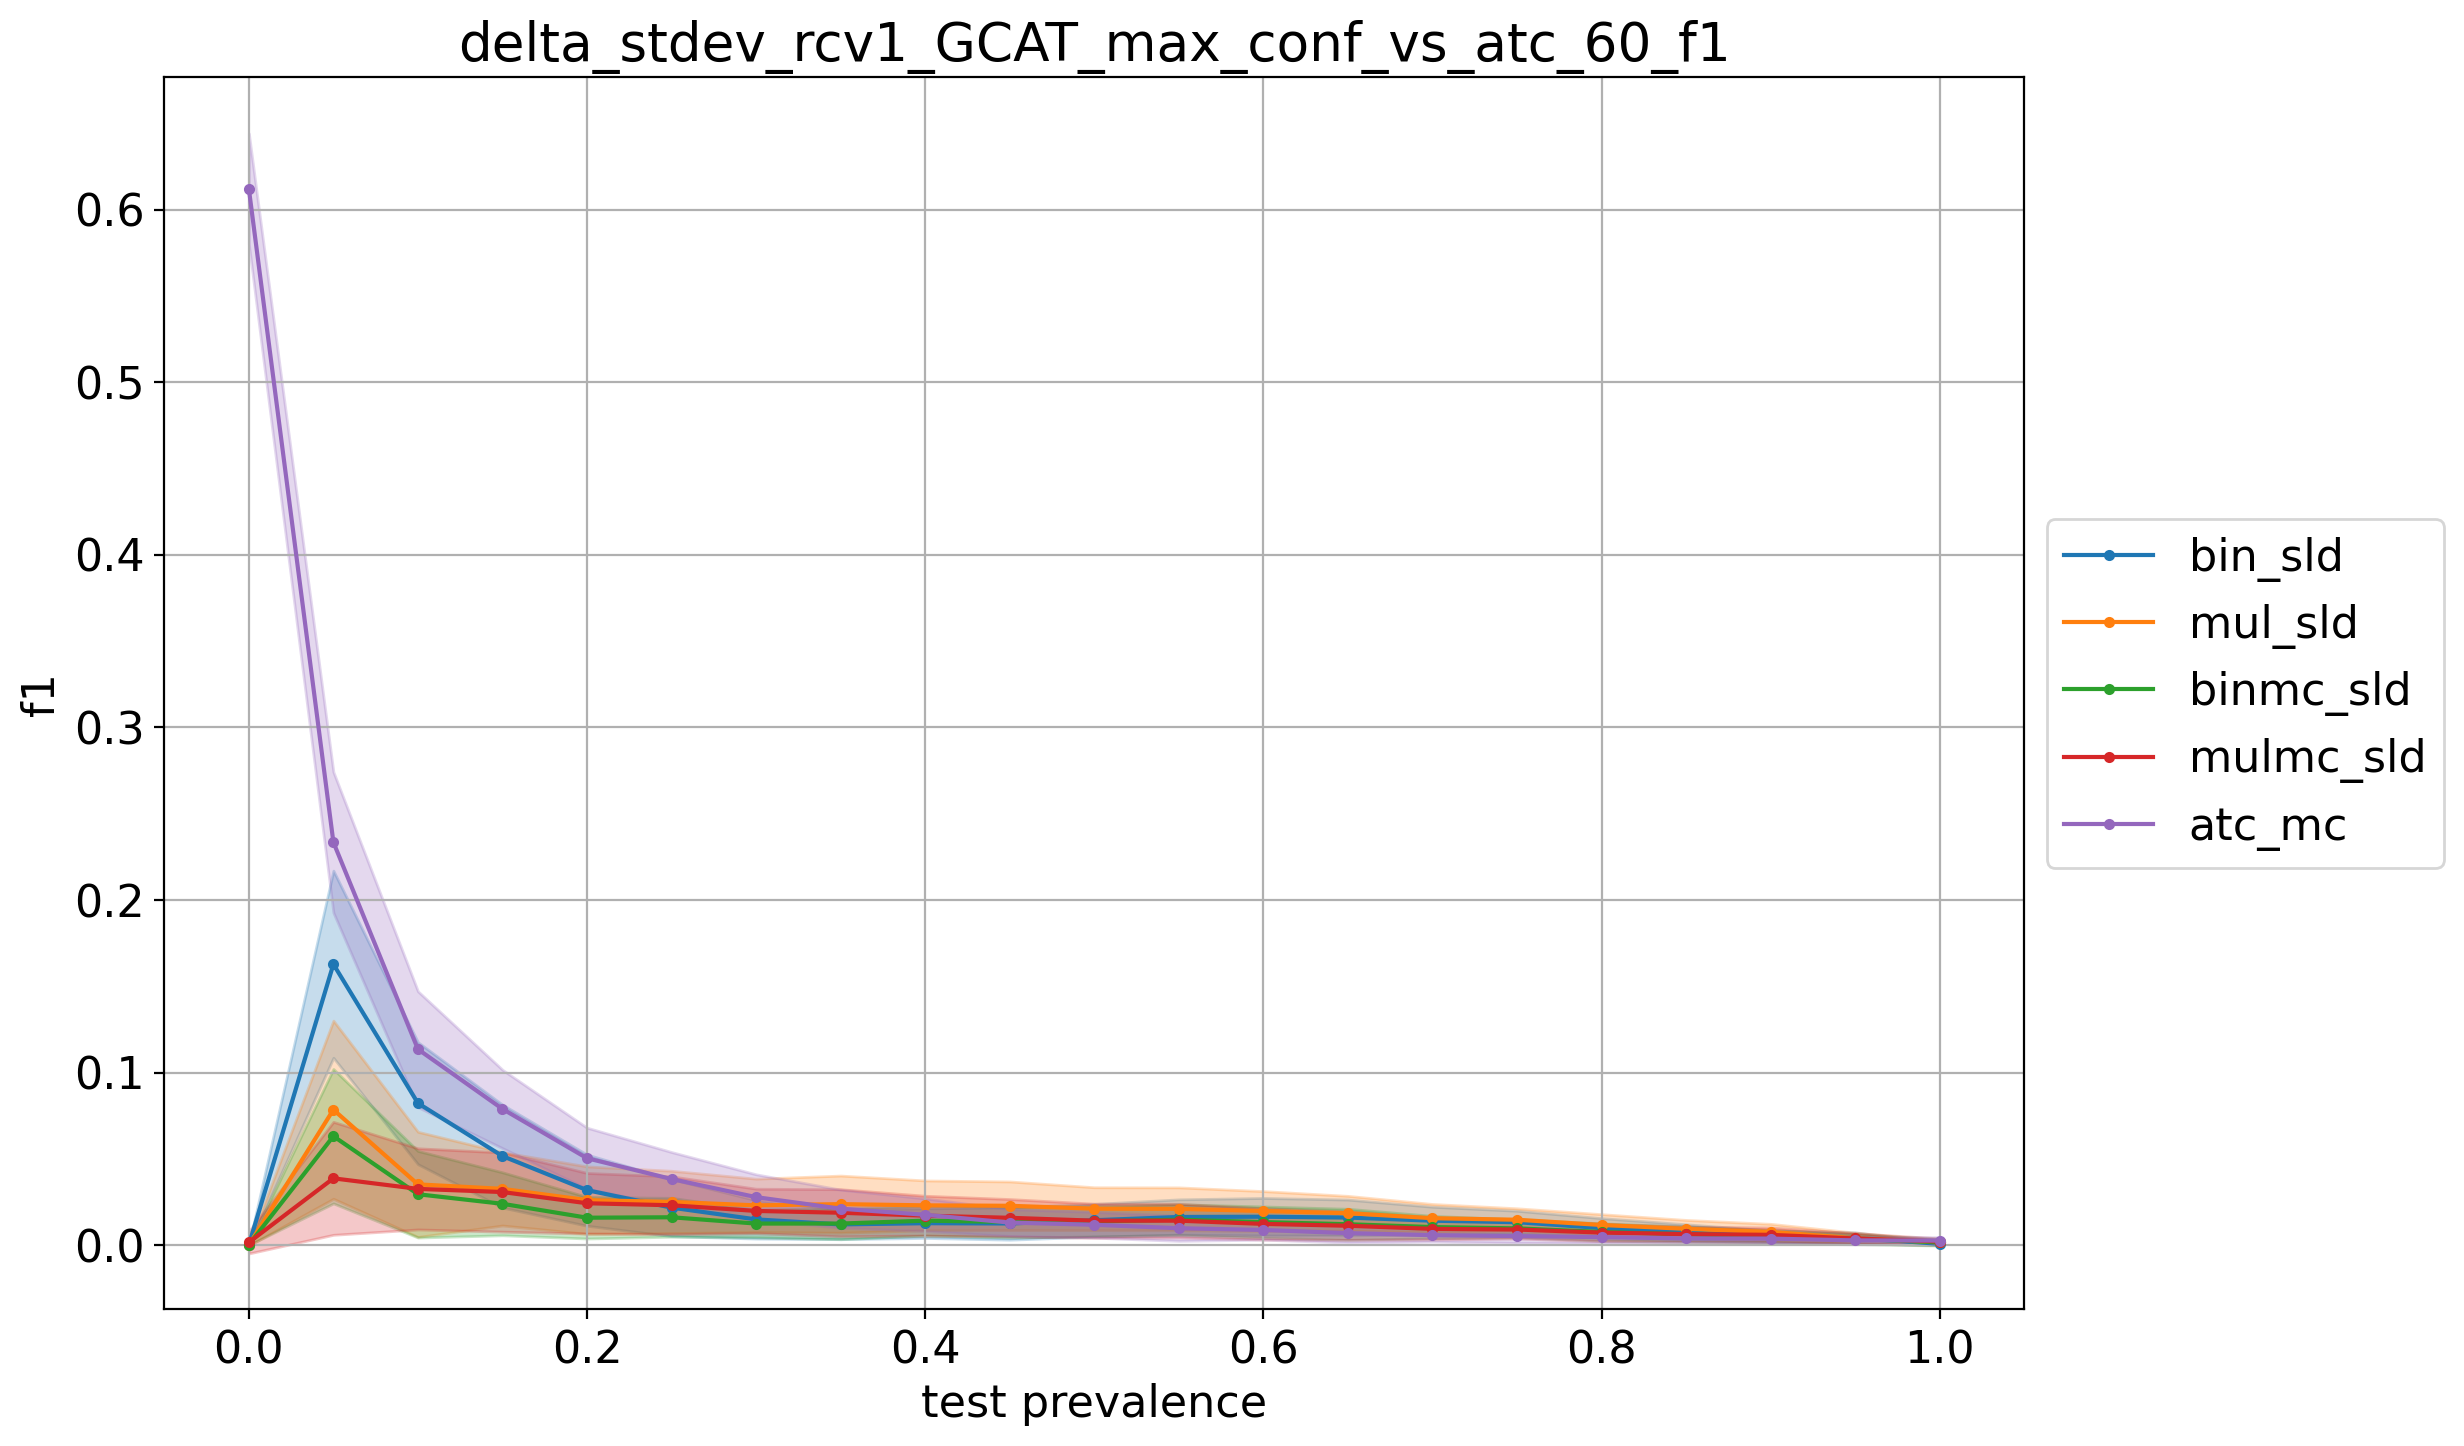 delta_stdev_rcv1_GCAT_max_conf_vs_atc_60_f1
f1
0.6
0.5
0.4
0.3
0.2
0.1
0.0
0.0 0.2 0.4 0.6 0.8 1.0
test prevalence
bin_sld
mul_sld
binmc_sld
mulmc_sld
atc_mc